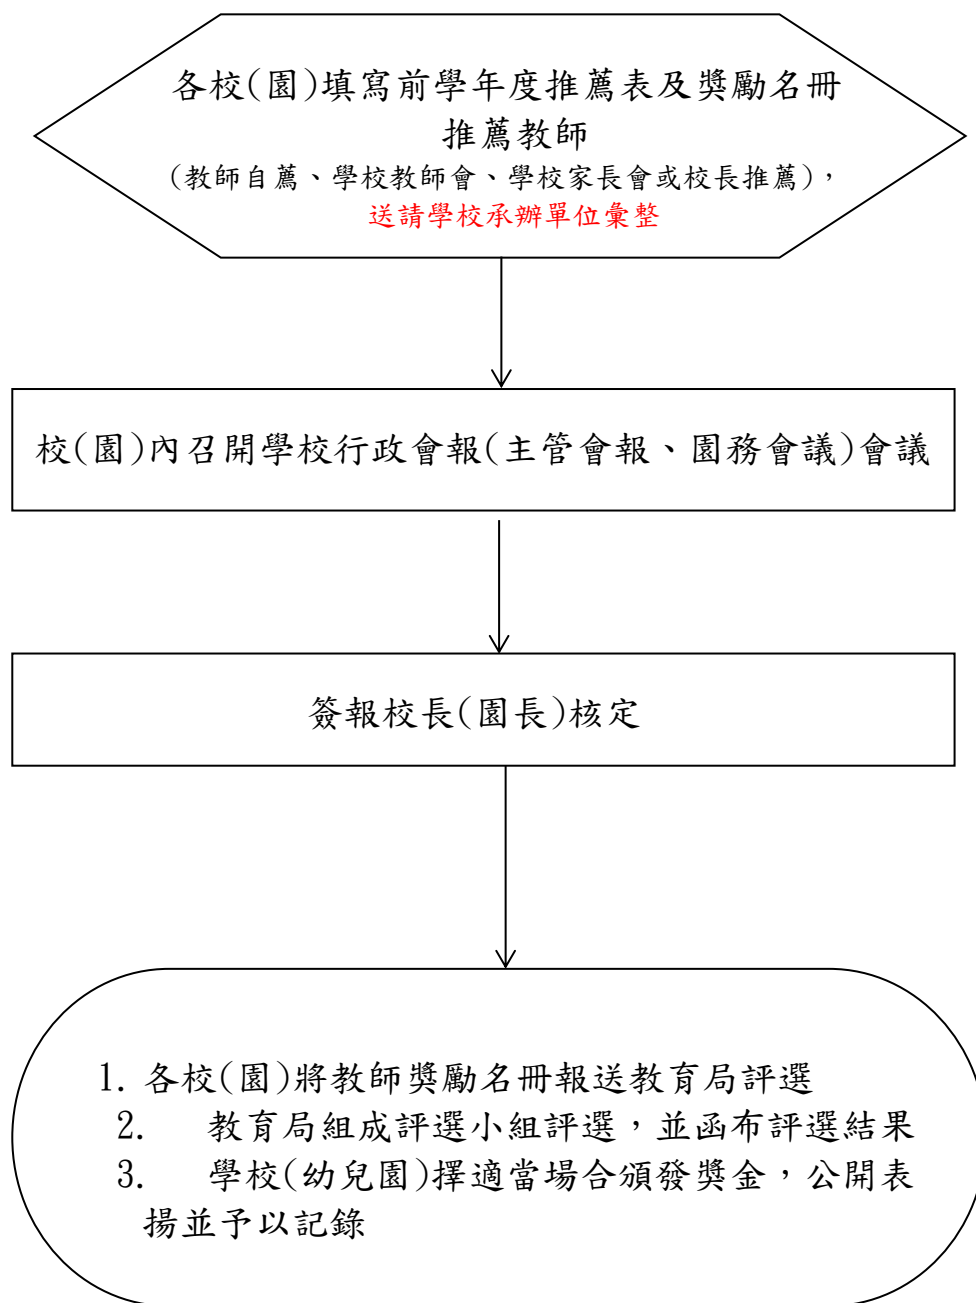 各校(園)填寫前學年度推薦表及獎勵名冊
推薦教師
(教師自薦、學校教師會、學校家長會或校長推薦),
送請學校承辦單位彙整
校(園)內召開學校行政會報(主管會報、園務會議)會議
簽報校長(園長)核定
1. 各校(園)將教師獎勵名冊報送教育局評選
2. 教育局組成評選小組評選，並函布評選結果
3. 學校(幼兒園)擇適當場合頒發獎金，公開表
揚並予以記錄